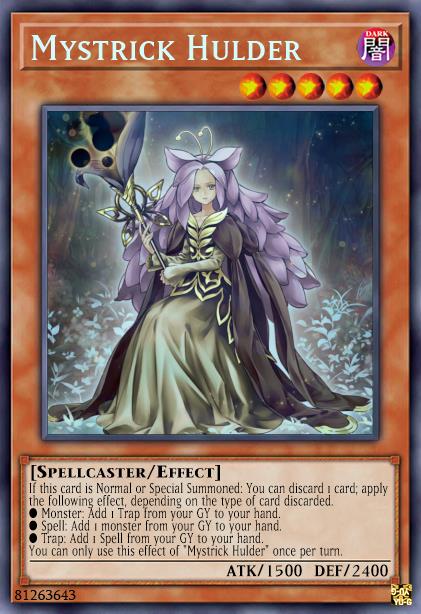 Mystrick Hulder
DARK
闇
[Spellcaster/Effect]
If this card is Normal or Special Summoned: You can discard 1 card; apply
the following effect, depending on the type of card discarded.
● Monster: Add 1 Trap from your GY to your hand.
● Spell: Add 1 monster from your GY to your hand.
● Trap: Add 1 Spell from your GY to your hand.
You can only use this effect of "Mystrick Hulder" once per turn.
ATK/1500 DEF/2400
81263643